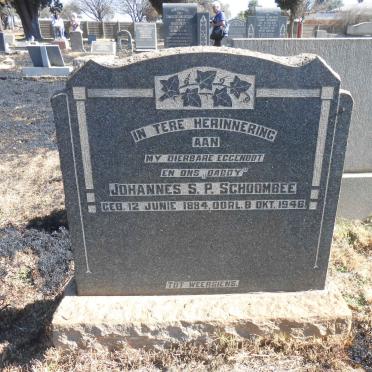 IN TERE HERINNERING
AAN
MY DIERBARE EGGENOOT
EN ONS „DADDY"
JOHANNES S. P. SCHOOMBEE
GEB. 12 JUNIE 1884, OORL. 8 OKT. 1946.
TOT WEERSIENS.